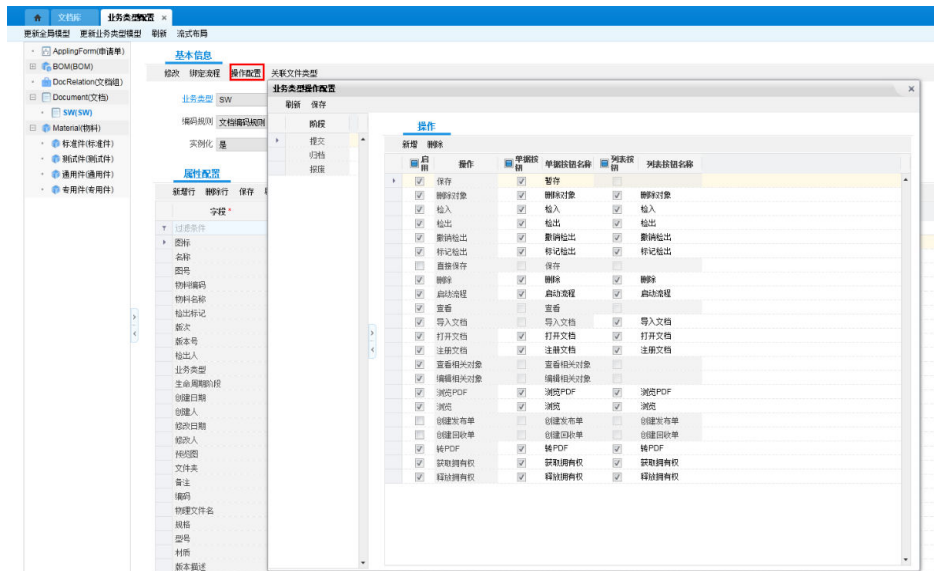 文档库 业务类型配置 ×
更新全局模型 更新业务类型模型 刷新 流式布局
ApplingForm(申请单)
BOM(BOM)
DocRelation(文档组)
Document(文档)
SW(SW)
Material(物料)
标准件(标准件)
测试件(测试件)
通用件(通用件)
专用件(专用件)
基本信息
修改 绑定流程 操作配置 关联文件类型
业务类型 SW
编码规则 文档编码规则
实例化 是
属性配置
新增行 删除行 保存
字段*
过滤条件
图标
名称
图号
物料编码
物料名称
检出标记
版次
版本号
检出人
业务类型
生命周期阶段
创建日期
创建人
修改日期
修改人
预览图
文件夹
备注
编码
物理文件名
规格
型号
材质
版本描述
业务类型操作配置 ×
刷新 保存
阶段
提交
归档
报废
操作
新增 删除
启用 操作 单据按钮 单据按钮名称 列表按钮 列表按钮名称
保存 暂存
删除对象 删除对象 删除对象
检入 检入 检入
检出 检出 检出
撤销检出 撤销检出 撤销检出
标记检出 标记检出 标记检出
直接保存 保存
删除 删除 删除
启动流程 启动流程 启动流程
查看 查看
导入文档 导入文档 导入文档
打开文档 打开文档 打开文档
注册文档 注册文档 注册文档
查看相关对象 查看相关对象
编辑相关对象 编辑相关对象
浏览PDF 浏览PDF 浏览PDF
浏览 浏览 浏览
创建发布单 创建发布单 创建发布单
创建回收单 创建回收单 创建回收单
转PDF 转PDF 转PDF
获取拥有权 获取拥有权 获取拥有权
释放拥有权 释放拥有权 释放拥有权